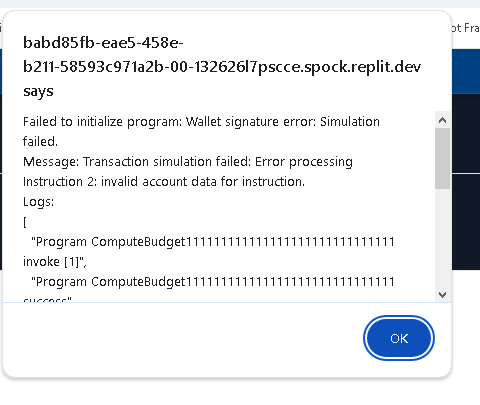 babd85fb-eae5-458e-
b211-58593c971a2b-00-132626l7pscce.spock.replit.dev
says
Failed to initialize program: Wallet signature error: Simulation
failed.
Message: Transaction simulation failed: Error processing
Instruction 2: invalid account data for instruction.
Logs:
[
"Program ComputeBudget111111111111111111111111111111
invoke [1]",
"Program ComputeBudget111111111111111111111111111111
success"
OK
ot Fra